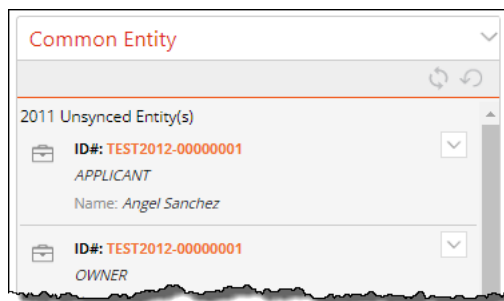 Common Entity
2011 Unsynced Entity(s)
ID#: TEST2012-00000001
APPLICANT
Name: Angel Sanchez
ID#: TEST2012-00000001
OWNER